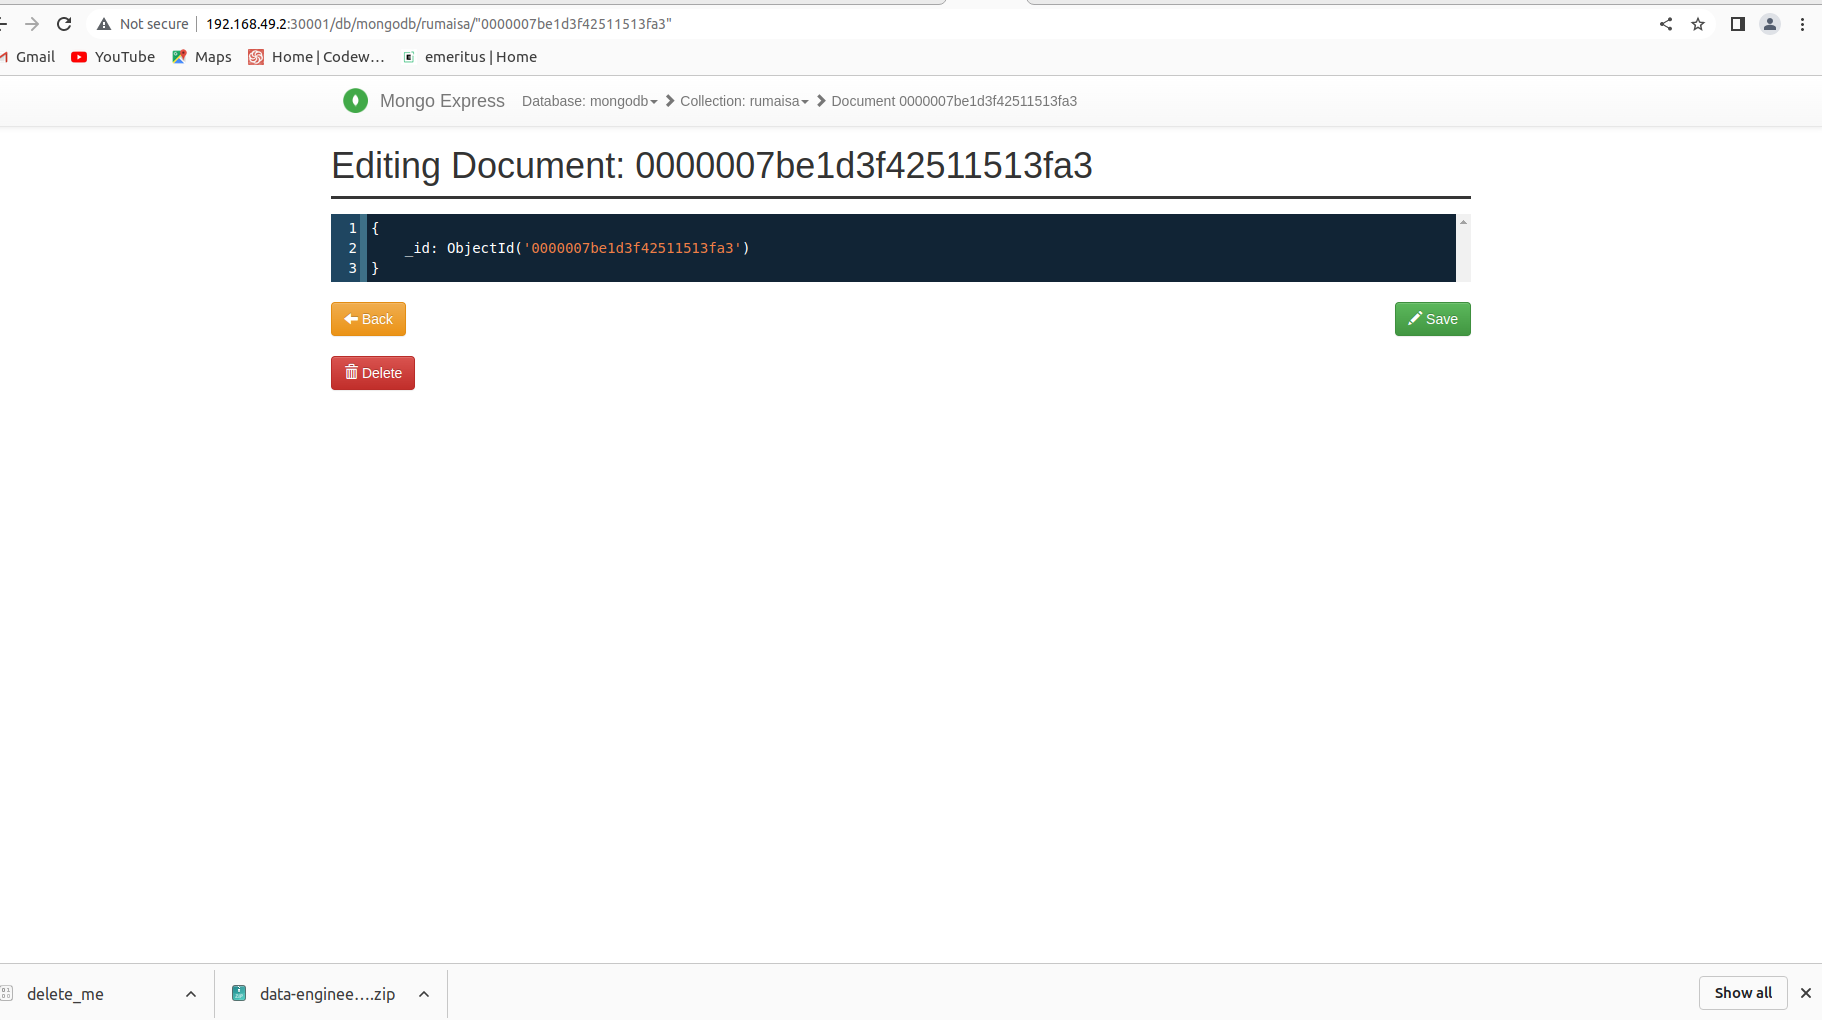 Not secure 192.168.49.2:30001/db/mongodb/rumaisa/"0000007be1d3f42511513fa3"
Gmail YouTube Maps Home | Codew... emeritus | Home
Mongo Express Database: mongodb Collection: rumaisa Document 0000007be1d3f42511513fa3
Editing Document: 0000007be1d3f42511513fa3
1 {
2 _id: ObjectId('0000007be1d3f42511513fa3')
3 }
Back Save
Delete
delete_me data-enginee....zip Show all